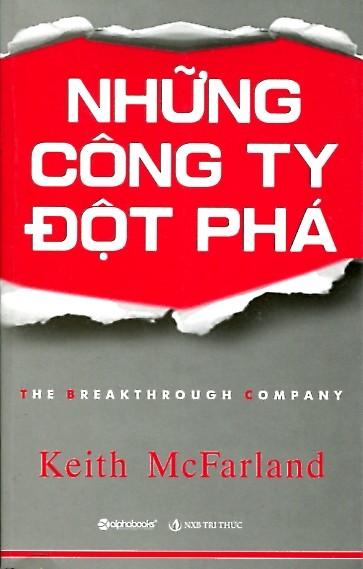 NHỮNG
CÔNG TY
ĐỘT PHÁ
THE BREAKTHROUGH COMPANY
Keith McFarland
alphabooks
NXB TRI THỨC